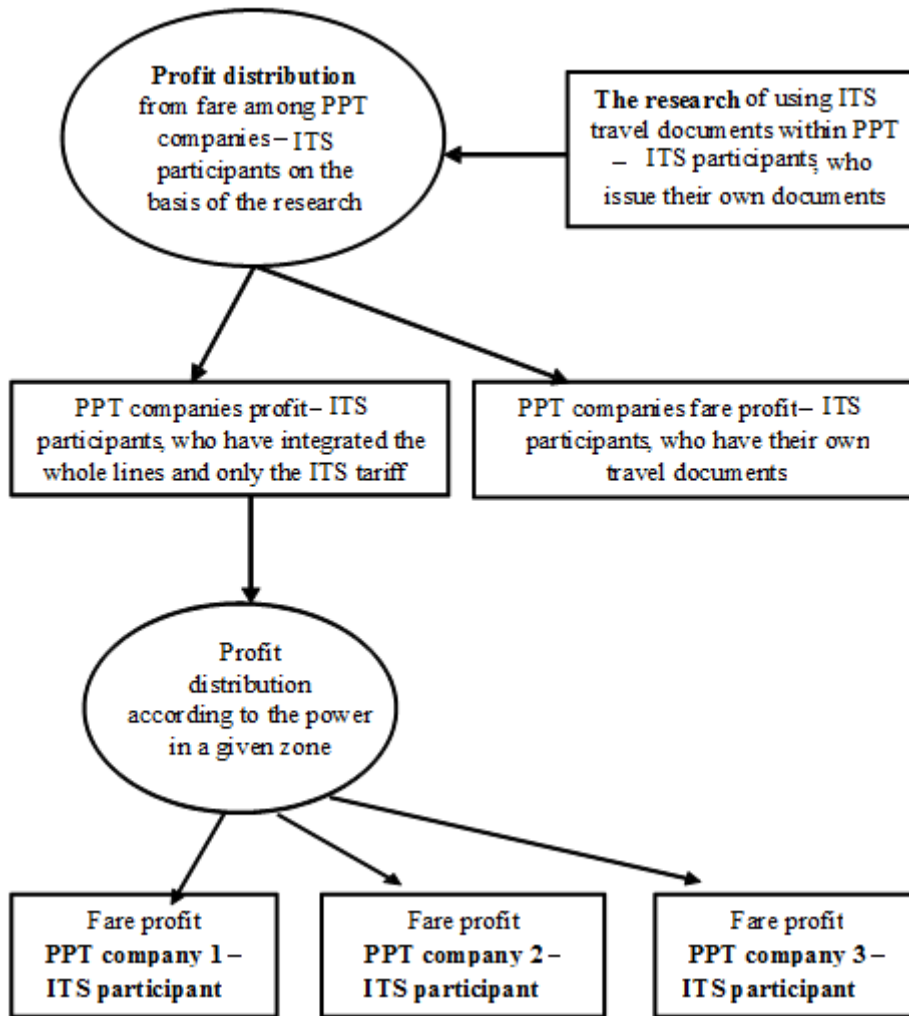 Profit distribution
from fare among PPT
companies – ITS
participants on the
basis of the research
The research of using ITS
travel documents within PPT
– ITS participants, who
issue their own documents
PPT companies profit – ITS
participants, who have integrated the
whole lines and only the ITS tariff
PPT companies fare profit – ITS
participants, who have their own
travel documents
Profit
distribution
according to the power
in a given zone
Fare profit
PPT company 1 –
ITS participant
Fare profit
PPT company 2 –
ITS participant
Fare profit
PPT company 3 –
ITS participant